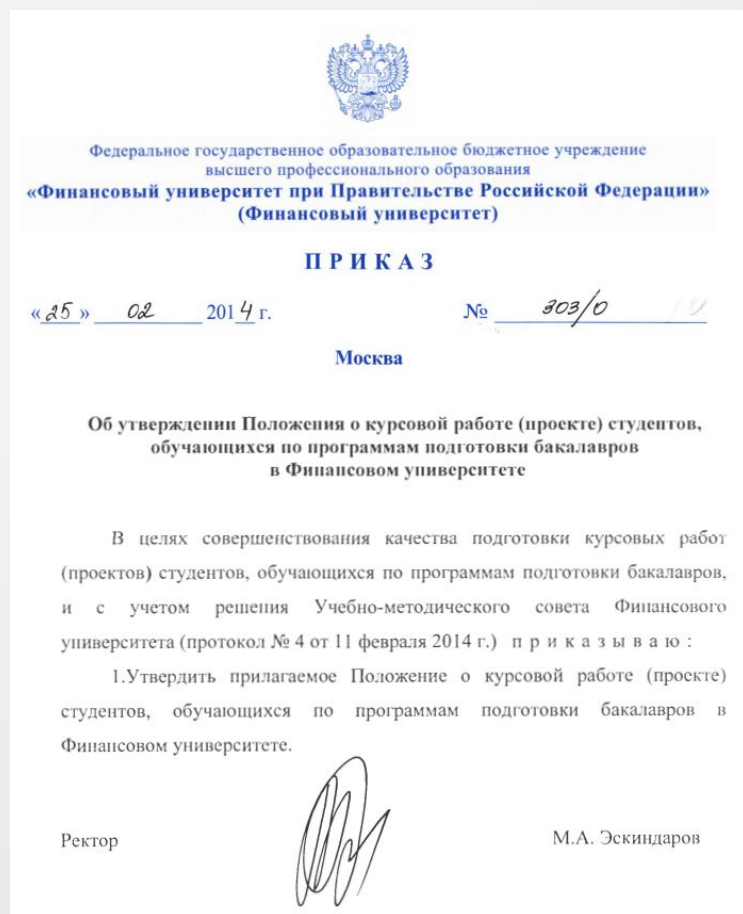 Федеральное государственное образовательное бюджетное учреждение
высшего профессионального образования
«Финансовый университет при Правительстве Российской Федерации»
(Финансовый университет)
ПРИКАЗ
«25» 02 2014 г. № 303/0
Москва
Об утверждении Положения о курсовой работе (проекте) студентов,
обучающихся по программам подготовки бакалавров
в Финансовом университете
В целях совершенствования качества подготовки курсовых работ
(проектов) студентов, обучающихся по программам подготовки бакалавров,
и с учетом решения Учебно-методического совета Финансового
университета (протокол № 4 от 11 февраля 2014 г.) приказываю:
1.Утвердить прилагаемое Положение о курсовой работе (проекте)
студентов, обучающихся по программам подготовки бакалавров в
Финансовом университете.
Ректор М.А. Эскиндаров